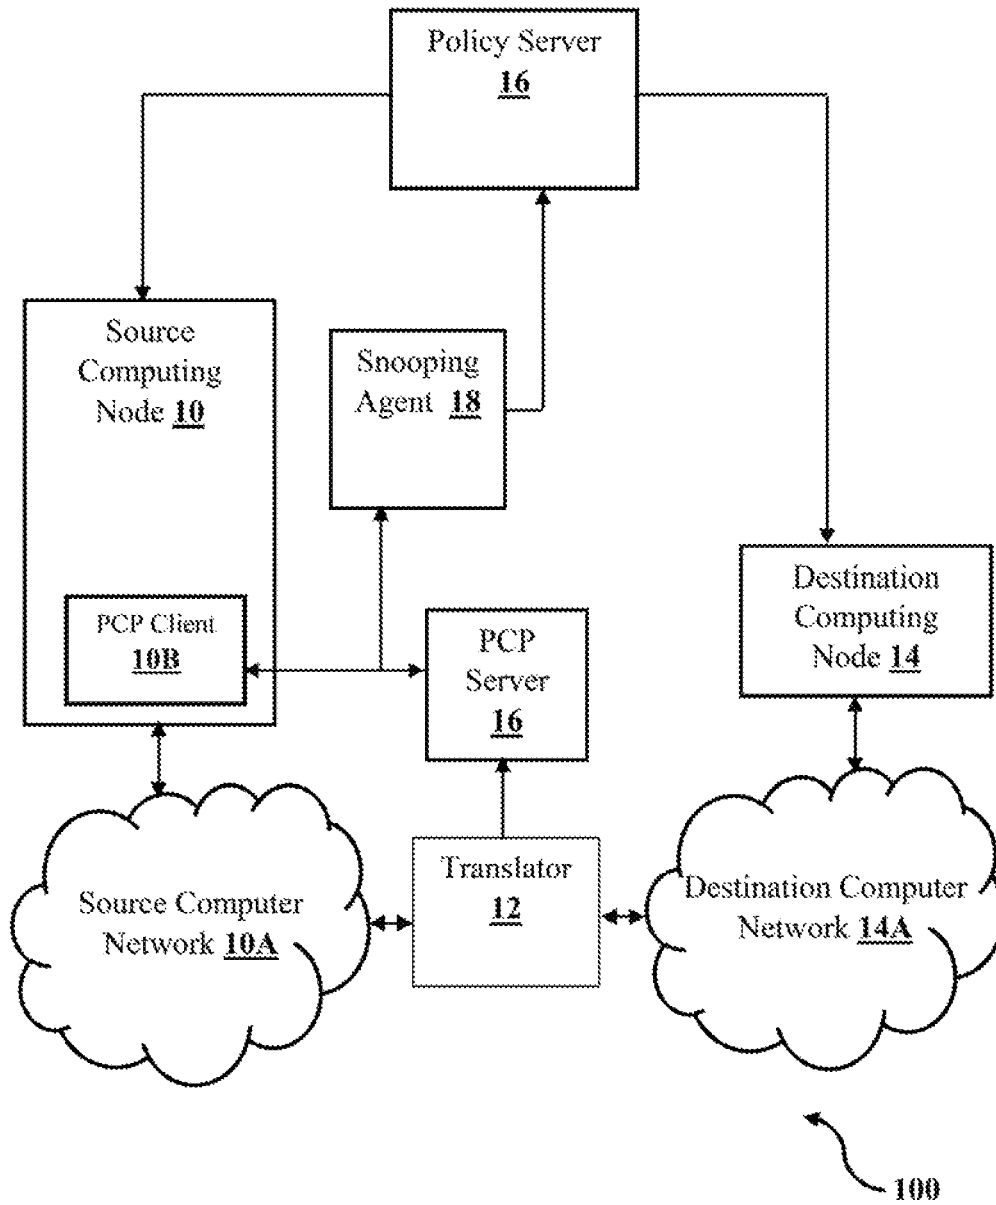 Policy Server
16
Source
Computing
Node 10
Snooping
Agent 18
Destination
Computing
Node 14
PCP Client
10B
PCP
Server
16
Translator
12
Source Computer
Network 10A
Destination Computer
Network 14A
100